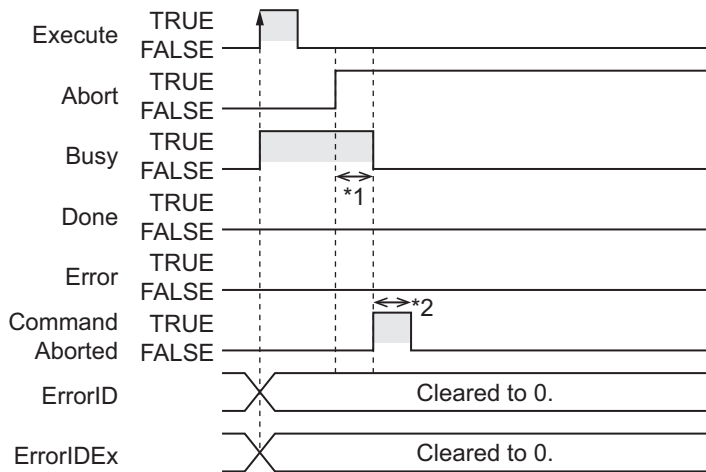 Execute TRUE
FALSE
Abort TRUE
FALSE
Busy TRUE
FALSE
*1
Done TRUE
FALSE
Error TRUE
FALSE
Command Aborted TRUE
FALSE
*2
ErrorID Cleared to 0.
ErrorIDEx Cleared to 0.